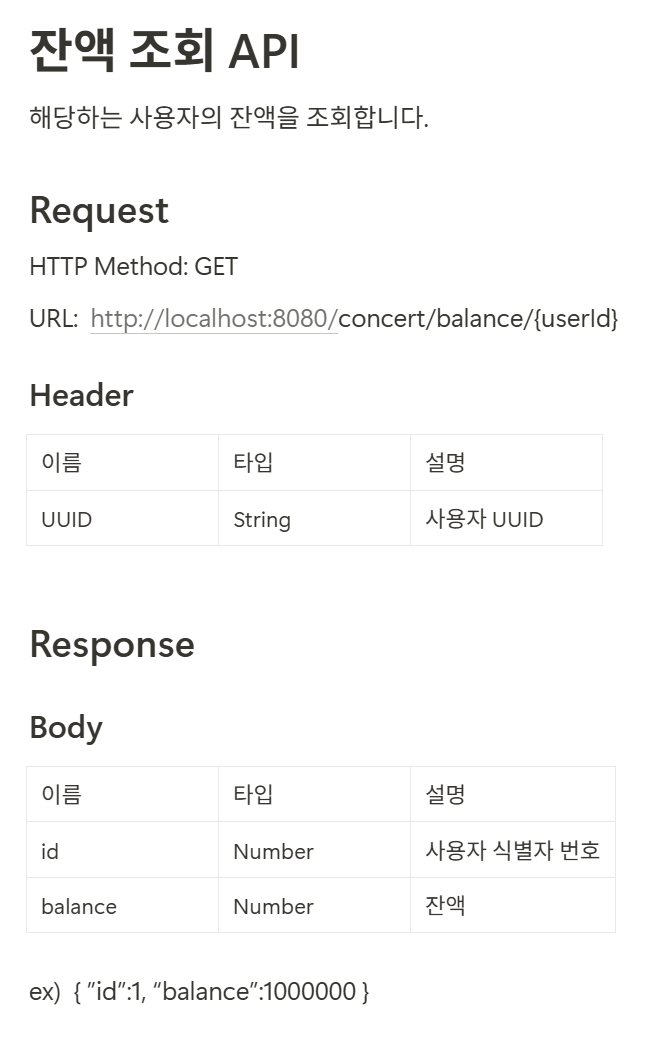 잔액 조회 API
해당하는 사용자의 잔액을 조회합니다.
Request
HTTP Method: GET
URL: http://localhost:8080/concert/balance/{userId}
Header
이름 타입 설명
UUID String 사용자 UUID
Response
Body
이름 타입 설명
id Number 사용자 식별자 번호
balance Number 잔액
ex) { ”id”:1, “balance”:1000000 }